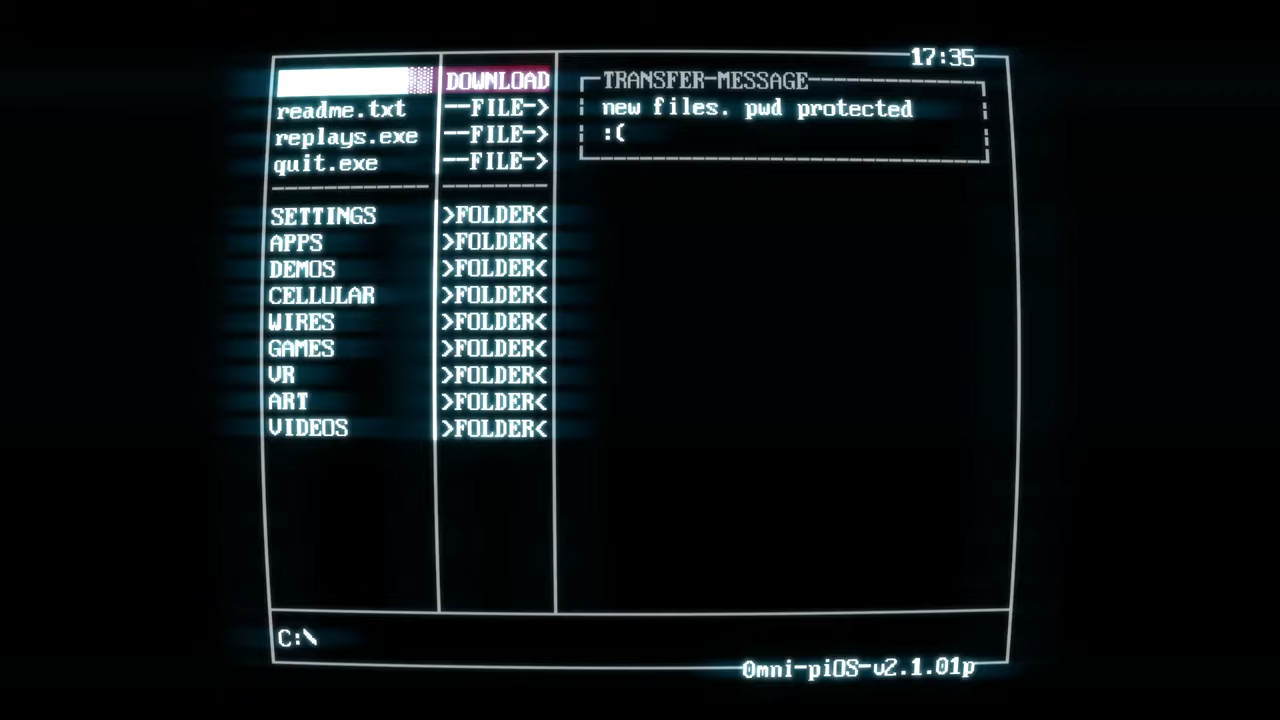 17:35
DOWNLOAD
readme.txt --FILE->
replays.exe --FILE->
quit.exe --FILE->
SETTINGS >FOLDER<
APPS >FOLDER<
DEMOS >FOLDER<
CELLULAR >FOLDER<
WIRES >FOLDER<
GAMES >FOLDER<
VR >FOLDER<
ART >FOLDER<
VIDEOS >FOLDER<
TRANSFER-MESSAGE
new files. pwd protected
:(
C:\
Omni-piOS-v2.1.01p